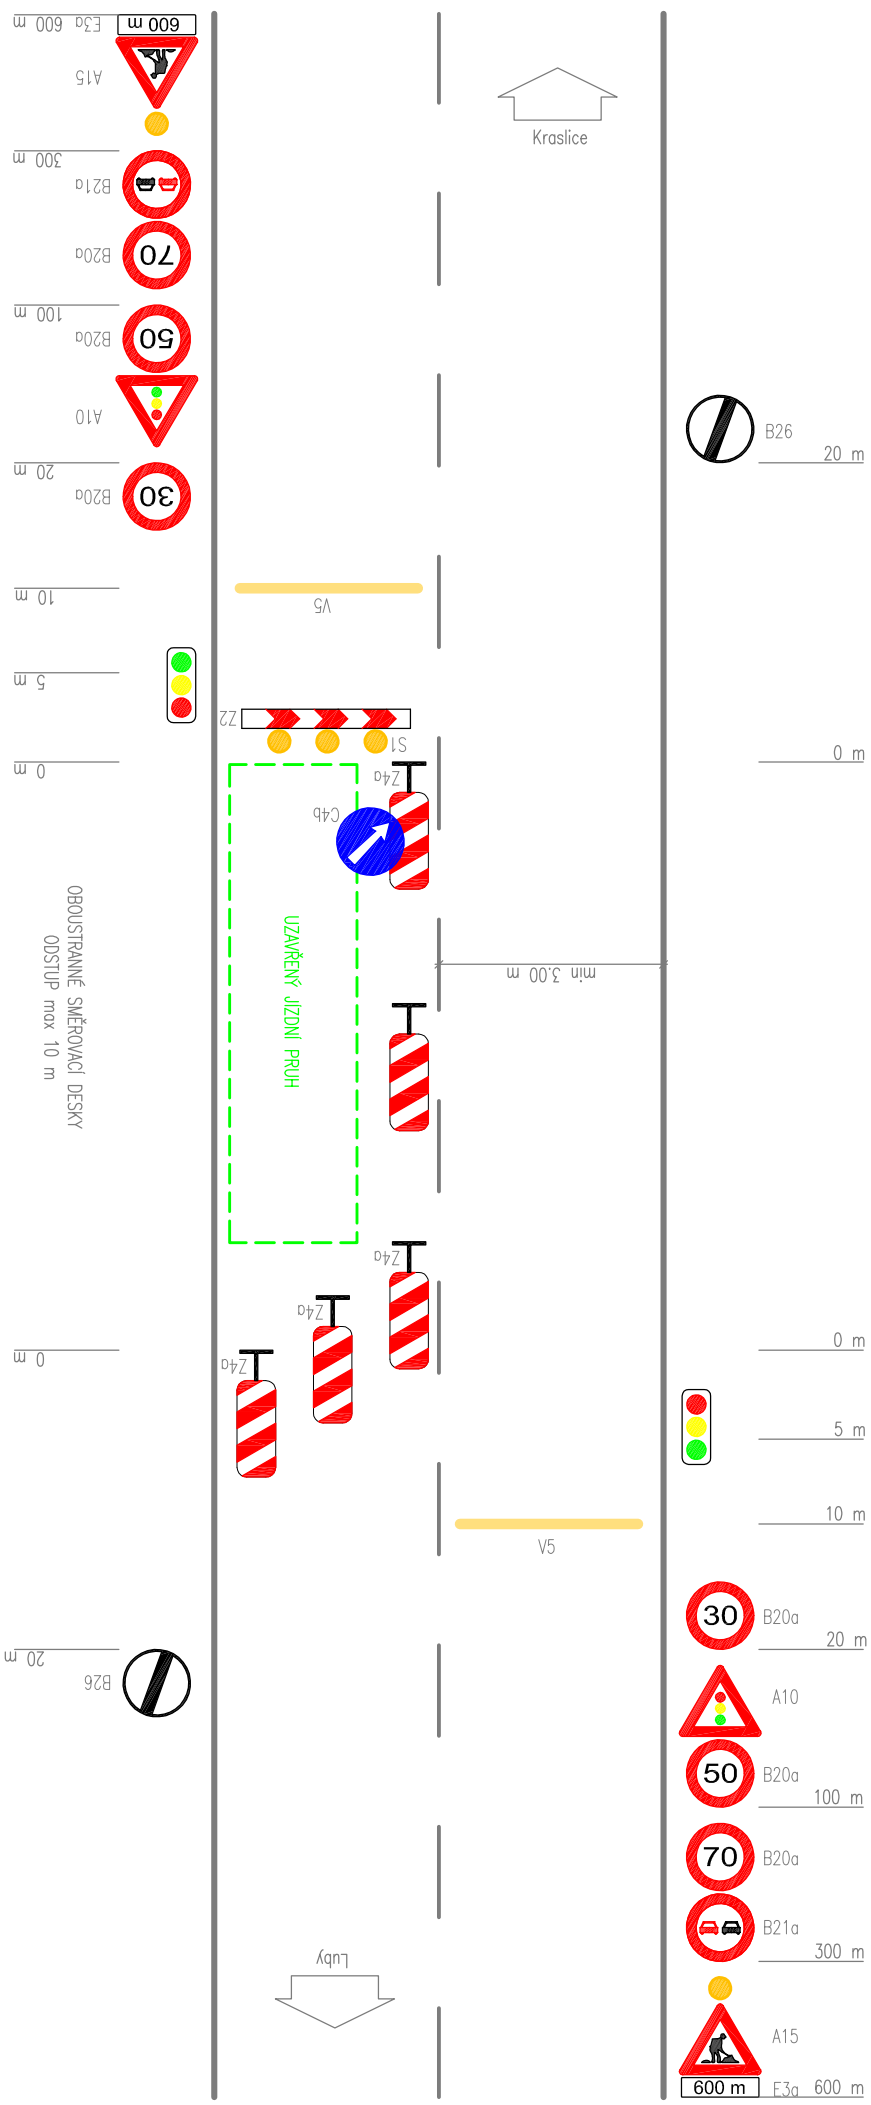 600 m
E3a
600 m
A15
300 m
B21a
B20a
70
100 m
B20a
50
A10
20 m
B20a
30
10 m
V5
5 m
Z2
S1
0 m
Z4a
C4b
OBOUSTRANNÉ SMĚROVACÍ DESKY
ODSTUP max 10 m
UZAVŘENÝ JÍZDNÍ PRUH
Z4a
Z4a
Z4a
0 m
20 m
B26
Luby
Kraslice
B26
20 m
0 m
min 3.00 m
0 m
5 m
10 m
V5
30
B20a
20 m
A10
50
B20a
100 m
70
B20a
B21a
300 m
A15
600 m
E3a
600 m